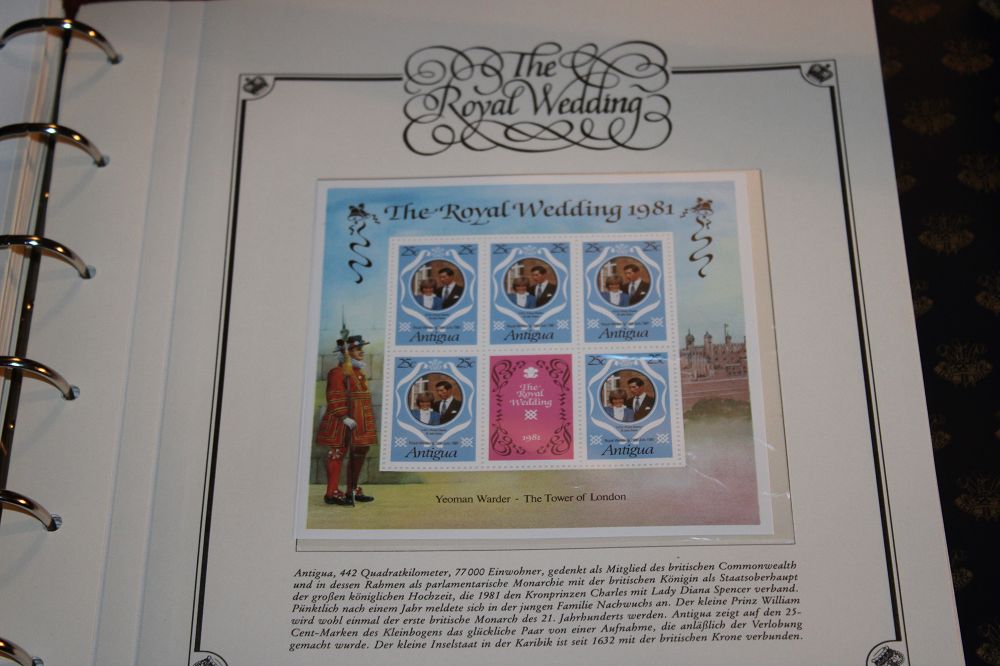 The
Royal Wedding
The Royal Wedding 1981
25c 25c 25c
Antigua Antigua Antigua
25c 25c
The
Royal
Wedding
1981
Antigua Antigua
Yeoman Warder - The Tower of London
Antigua, 442 Quadratkilometer, 77 000 Einwohner, gedenkt als Mitglied des britischen Commonwealth
und in dessen Rahmen als parlamentarische Monarchie mit der britischen Königin als Staatsoberhaupt
der großen königlichen Hochzeit, die 1981 den Kronprinzen Charles mit Lady Diana Spencer verband.
Pünktlich nach einem Jahr meldete sich in der jungen Familie Nachwuchs an. Der kleine Prinz William
wird wohl einmal der erste britische Monarch des 21. Jahrhunderts werden. Antigua zeigt auf den 25-
Cent-Marken des Kleinbogens das glückliche Paar von einer Aufnahme, die anläßlich der Verlobung
gemacht wurde. Der kleine Inselstaat in der Karibik ist seit 1632 mit der britischen Krone verbunden.